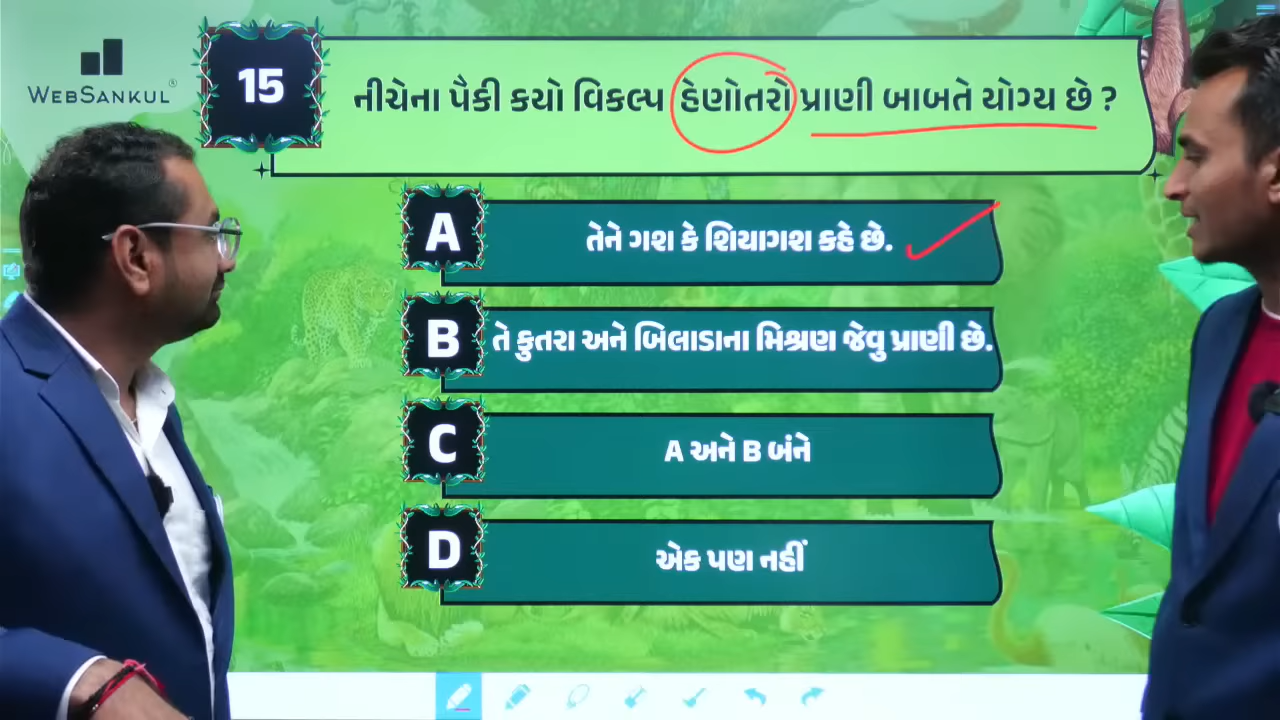 WEBSANKUL
15
નીચેના પૈકી કયો વિકલ્પ હેણોતરો પ્રાણી બાબતે યોગ્ય છે ?
A
તેને ગશ કે શિયાગશ કહે છે.
B
તે કુતરા અને બિલાડાના મિશ્રણ જેવુ પ્રાણી છે.
C
A અને B બંને
D
એક પણ નહીં